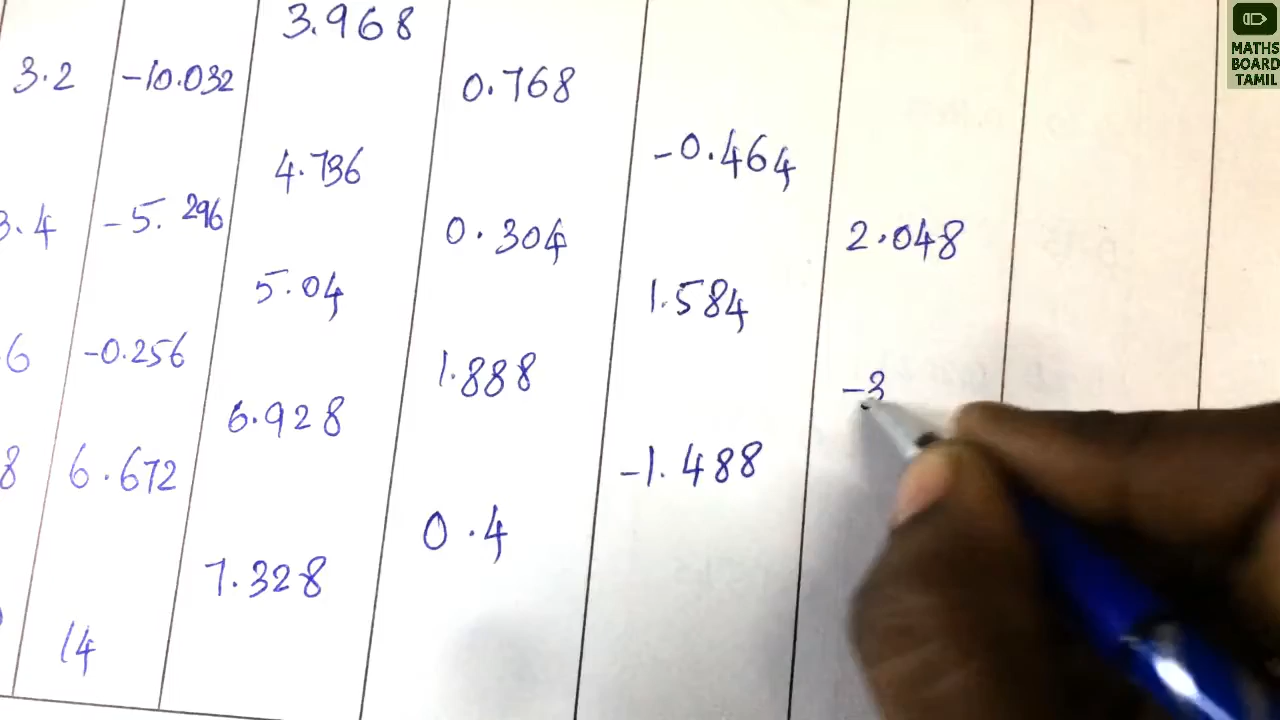 3.968
3.2 -10.032 0.768
4.736 -0.464
3.4 -5.296 0.304 2.048
5.04 1.584
.6 -0.256 1.888 -3
6.928 -1.488
8 6.672 0.4
7.328
14
MATHS
BOARD
TAMIL